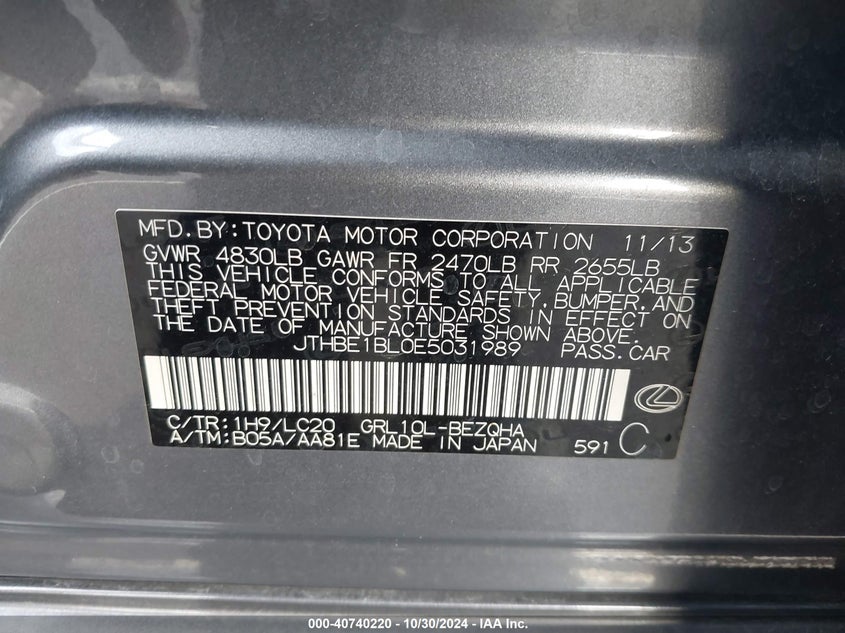 MFD.BY:TOYOTA MOTOR CORPORATION 11/13
GVWR 4830LB GAWR FR 2470LB RR 2655LB
THIS VEHICLE CONFORMS TO ALL APPLICABLE
FEDERAL MOTOR VEHICLE SAFETY,BUMPER,AND
THEFT PREVENTION STANDARDS IN EFFECT ON
THE DATE OF MANUFACTURE SHOWN ABOVE.
JTHBE1BL0E5031989 PASS.CAR
C/TR:1H9/LC20 GRL10L-BEZQHA
A/TM:B05A/AA81E MADE IN JAPAN 591 C
000-40740220 - 10/30/2024 - IAA Inc.